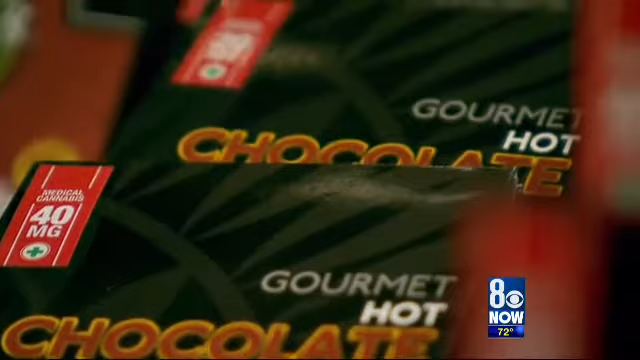 GOURMET
HOT
CHOCOLATE
MEDICAL
CANNABIS
40
MG
GOURMET
HOT
CHOCOLATE
8
NOW
72°